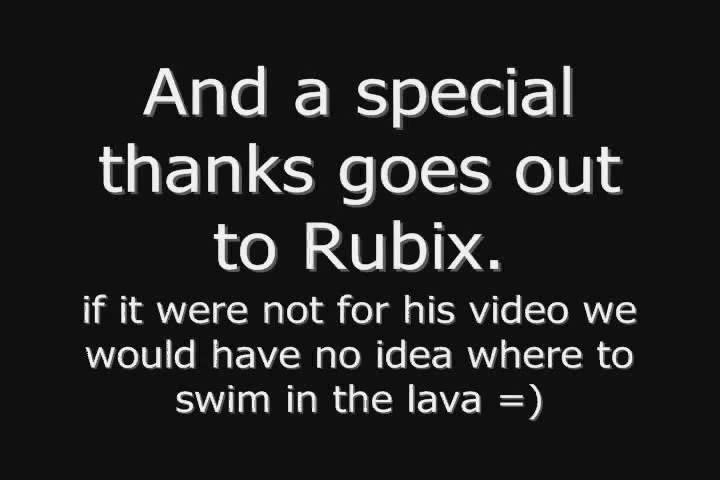 And a special
thanks goes out
to Rubix.
if it were not for his video we
would have no idea where to
swim in the lava =)